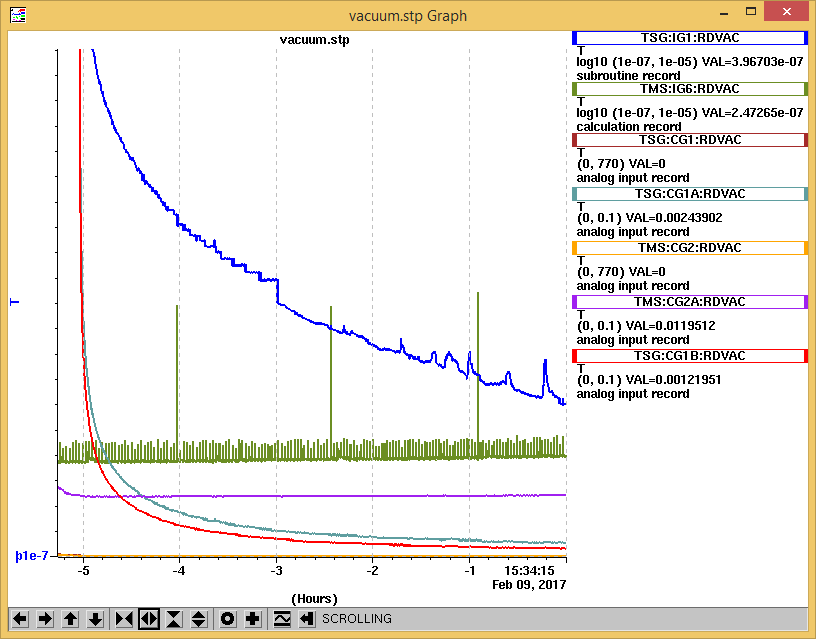 vacuum.stp Graph
vacuum.stp
T
þ1e-7
-5
-4
-3
-2
-1
15:34:15
Feb 09, 2017
(Hours)
TSG:IG1:RDVAC
T
log10 (1e-07, 1e-05) VAL=3.96703e-07
subroutine record
TMS:IG6:RDVAC
T
log10 (1e-07, 1e-05) VAL=2.47265e-07
calculation record
TSG:CG1:RDVAC
T
(0, 770) VAL=0
analog input record
TSG:CG1A:RDVAC
T
(0, 0.1) VAL=0.00243902
analog input record
TMS:CG2:RDVAC
T
(0, 770) VAL=0
analog input record
TMS:CG2A:RDVAC
T
(0, 0.1) VAL=0.0119512
analog input record
TSG:CG1B:RDVAC
T
(0, 0.1) VAL=0.00121951
analog input record
SCROLLING